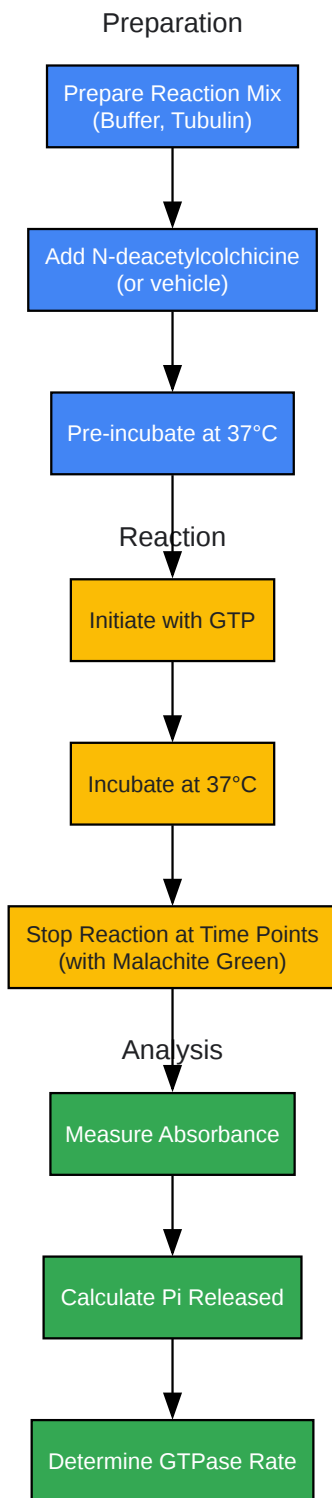 Preparation
Prepare Reaction Mix
(Buffer, Tubulin)
Add N-deacetylcolchicine
(or vehicle)
Pre-incubate at 37°C
Reaction
Initiate with GTP
Incubate at 37°C
Stop Reaction at Time Points
(with Malachite Green)
Analysis
Measure Absorbance
Calculate Pi Released
Determine GTPase Rate